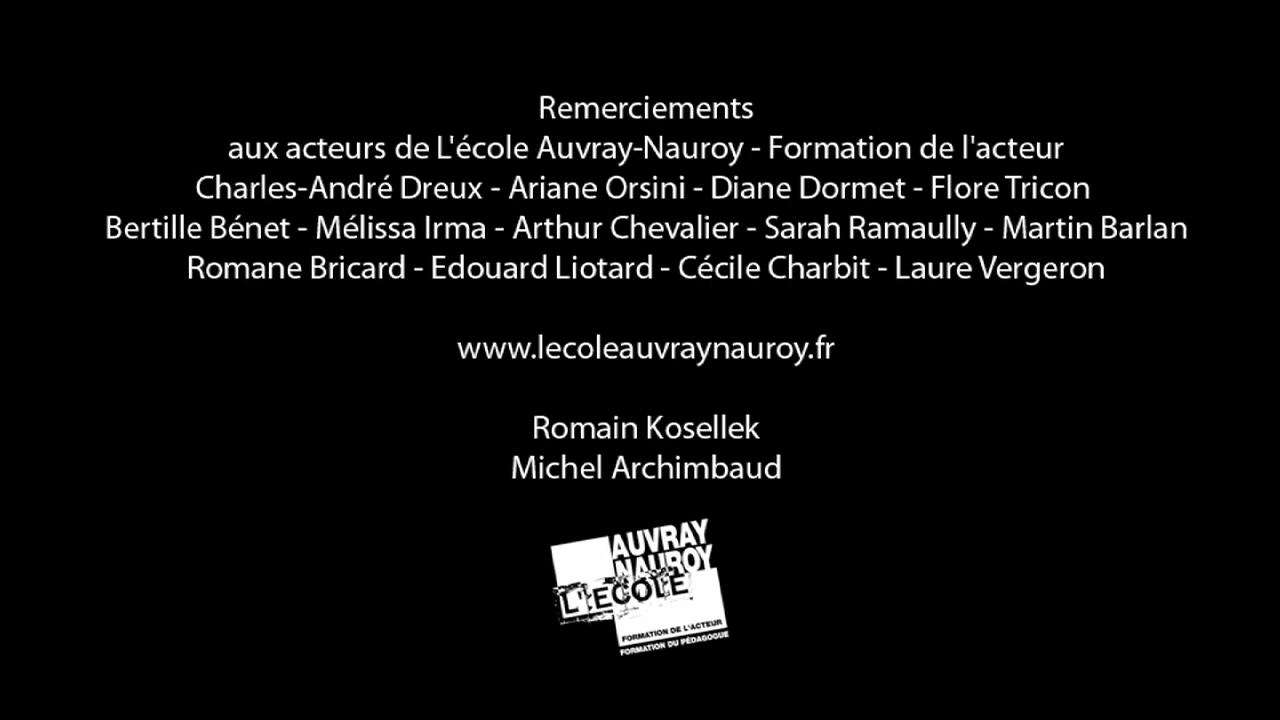 Remerciements
aux acteurs de L'école Auvray-Nauroy - Formation de l'acteur
Charles-André Dreux - Ariane Orsini - Diane Dormet - Flore Tricon
Bertille Bénet - Mélissa Irma - Arthur Chevalier - Sarah Ramaully - Martin Barlan
Romane Bricard - Edouard Liotard - Cécile Charbit - Laure Vergeron
www.lecoleauvraynauroy.fr
Romain Kosellek
Michel Archimbaud
AUVRAY
NAUROY
L'ECOLE
FORMATION DE L'ACTEUR
FORMATION DU PÉDAGOGUE